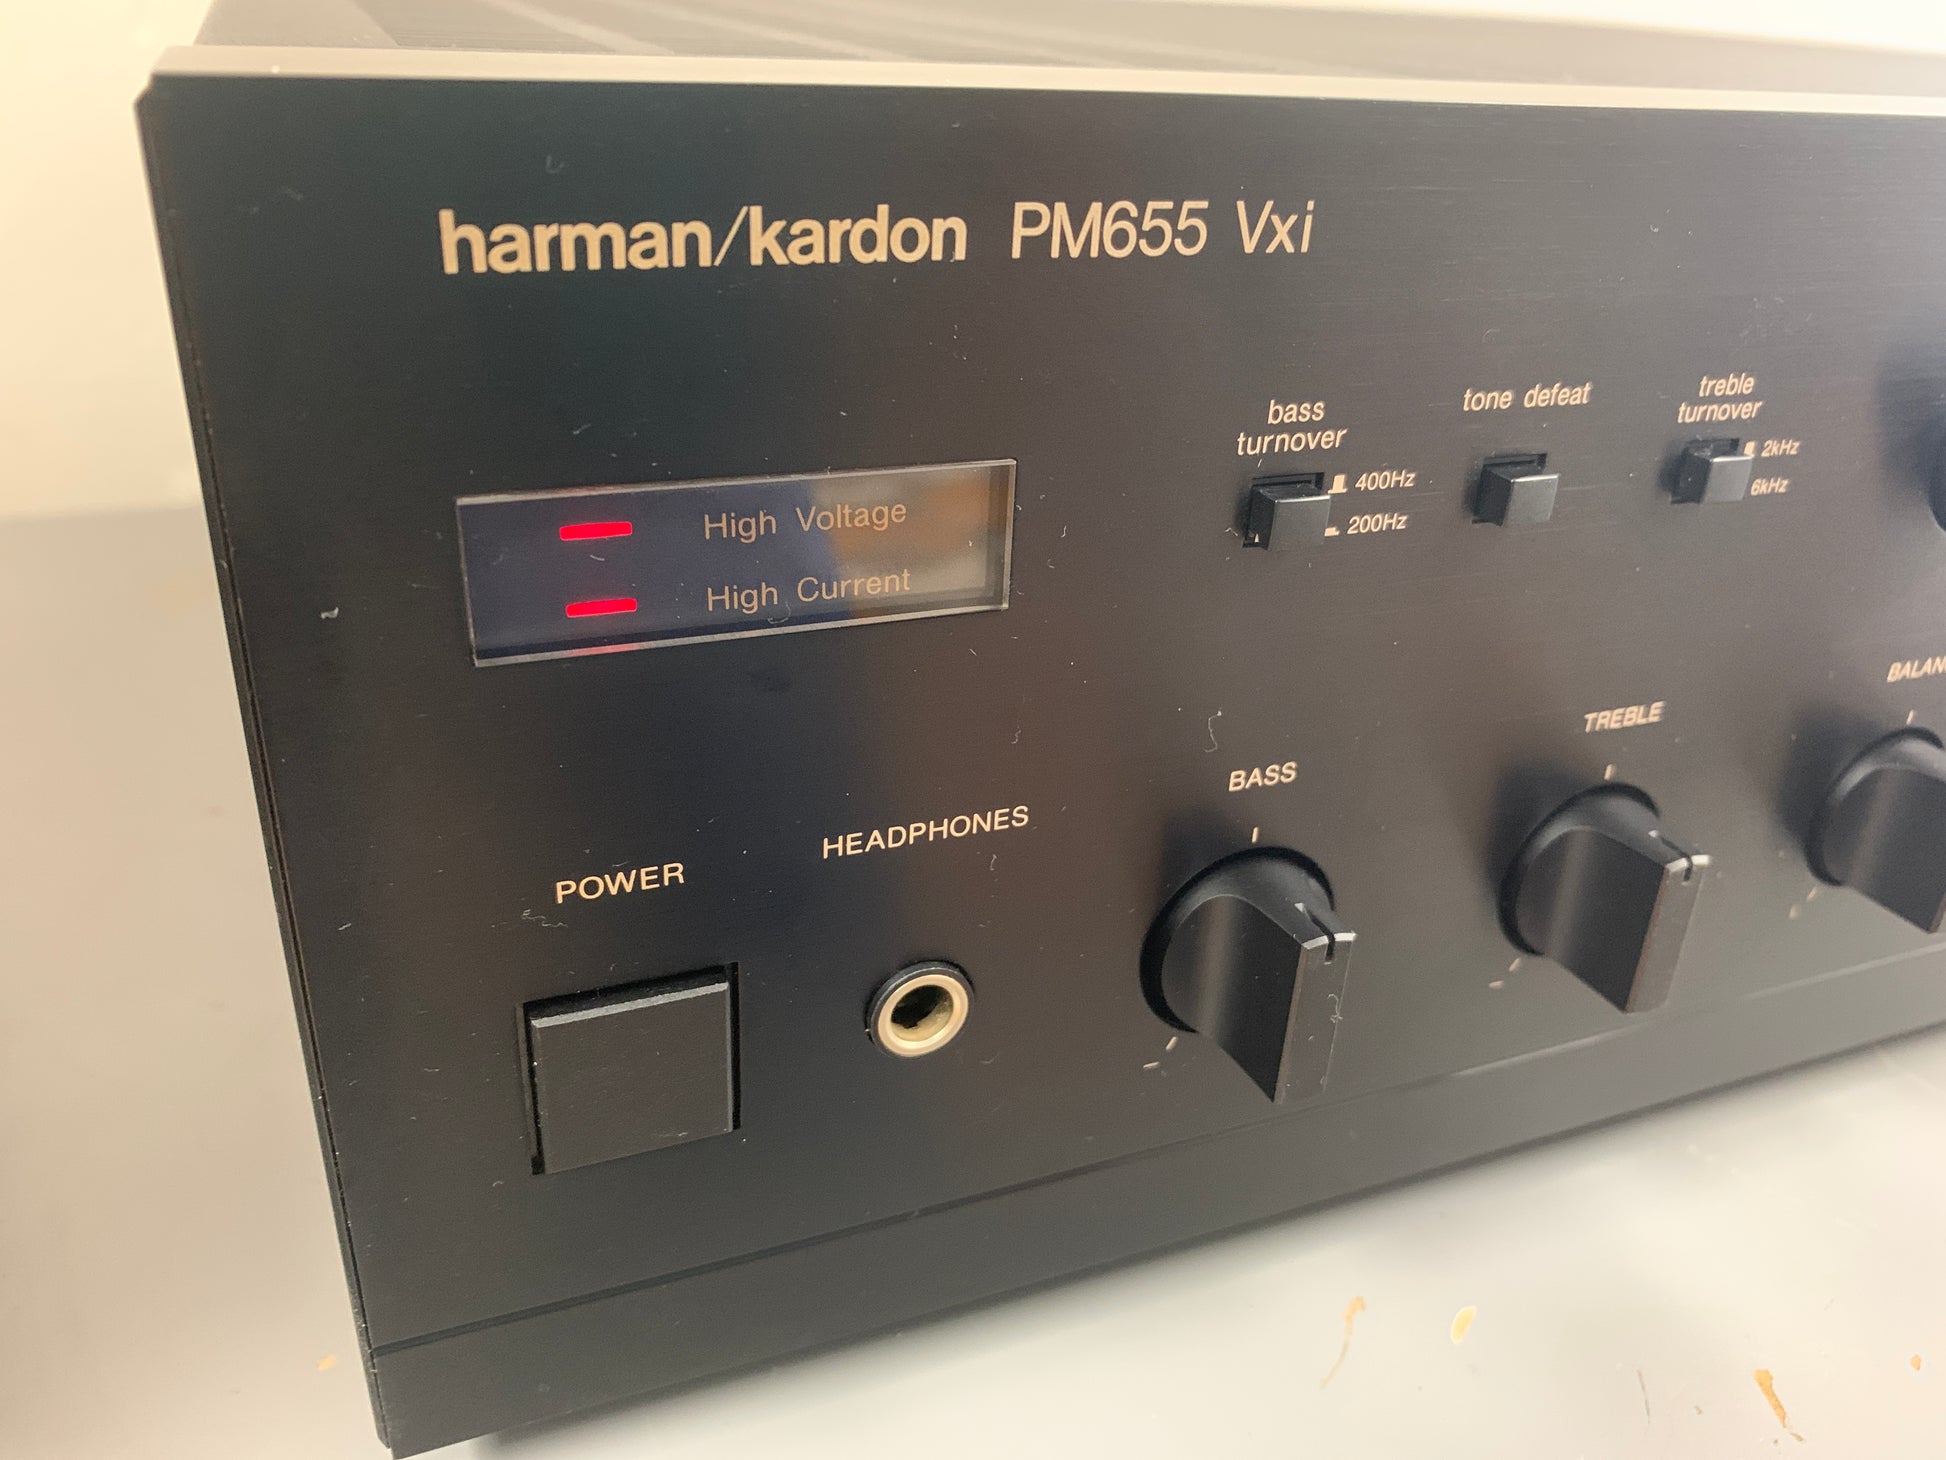 harman/kardon PM655 Vxi
bass
turnover
400Hz
200Hz
tone defeat
treble
turnover
2kHz
6kHz
High Voltage
High Current
POWER
HEADPHONES
BASS
TREBLE
BALAN